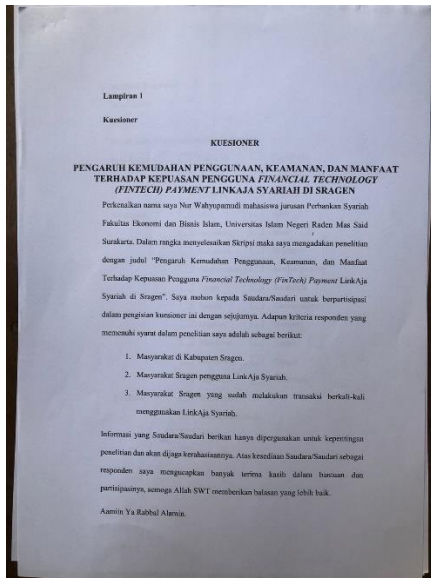 Lampiran 1
Kuesioner
KUESIONER
PENGARUH KEMUDAHAN PENGGUNAAN, KEAMANAN, DAN MANFAAT
TERHADAP KEPUASAN PENGGUNA FINANCIAL TECHNOLOGY
(FINTECH) PAYMENT LINKAJA SYARIAH DI SRAGEN
Perkenalkan nama saya Nur Wahyupamudi mahasiswa jurusan Perbankan Syariah
Fakultas Ekonomi dan Bisnis Islam, Universitas Islam Negeri Raden Mas Said
Surakarta. Dalam rangka menyelesaikan Skripsi maka saya mengadakan penelitian
dengan judul "Pengaruh Kemudahan Penggunaan, Keamanan, dan Manfaat
Terhadap Kepuasan Pengguna Financial Technology (FinTech) Payment LinkAja
Syariah di Sragen". Saya mohon kepada Saudara/Saudari untuk berpartisipasi
dalam pengisian kuesioner ini dengan sejujurnya. Adapun kriteria responden yang
memenuhi syarat dalam penelitian saya adalah sebagai berikut:
1. Masyarakat di Kabupaten Sragen.
2. Masyarakat Sragen pengguna LinkAja Syariah.
3. Masyarakat Sragen yang sudah melakukan transaksi berkali-kali
menggunakan LinkAja Syariah.
Informasi yang Saudara/Saudari berikan hanya dipergunakan untuk kepentingan
penelitian dan akan dijaga kerahasiaannya. Atas kesediaan Saudara/Saudari sebagai
responden saya mengucapkan banyak terima kasih dalam bantuan dan
partisipasinya, semoga Allah SWT memberikan balasan yang lebih baik.
Aamiin Ya Rabbal Alamin.